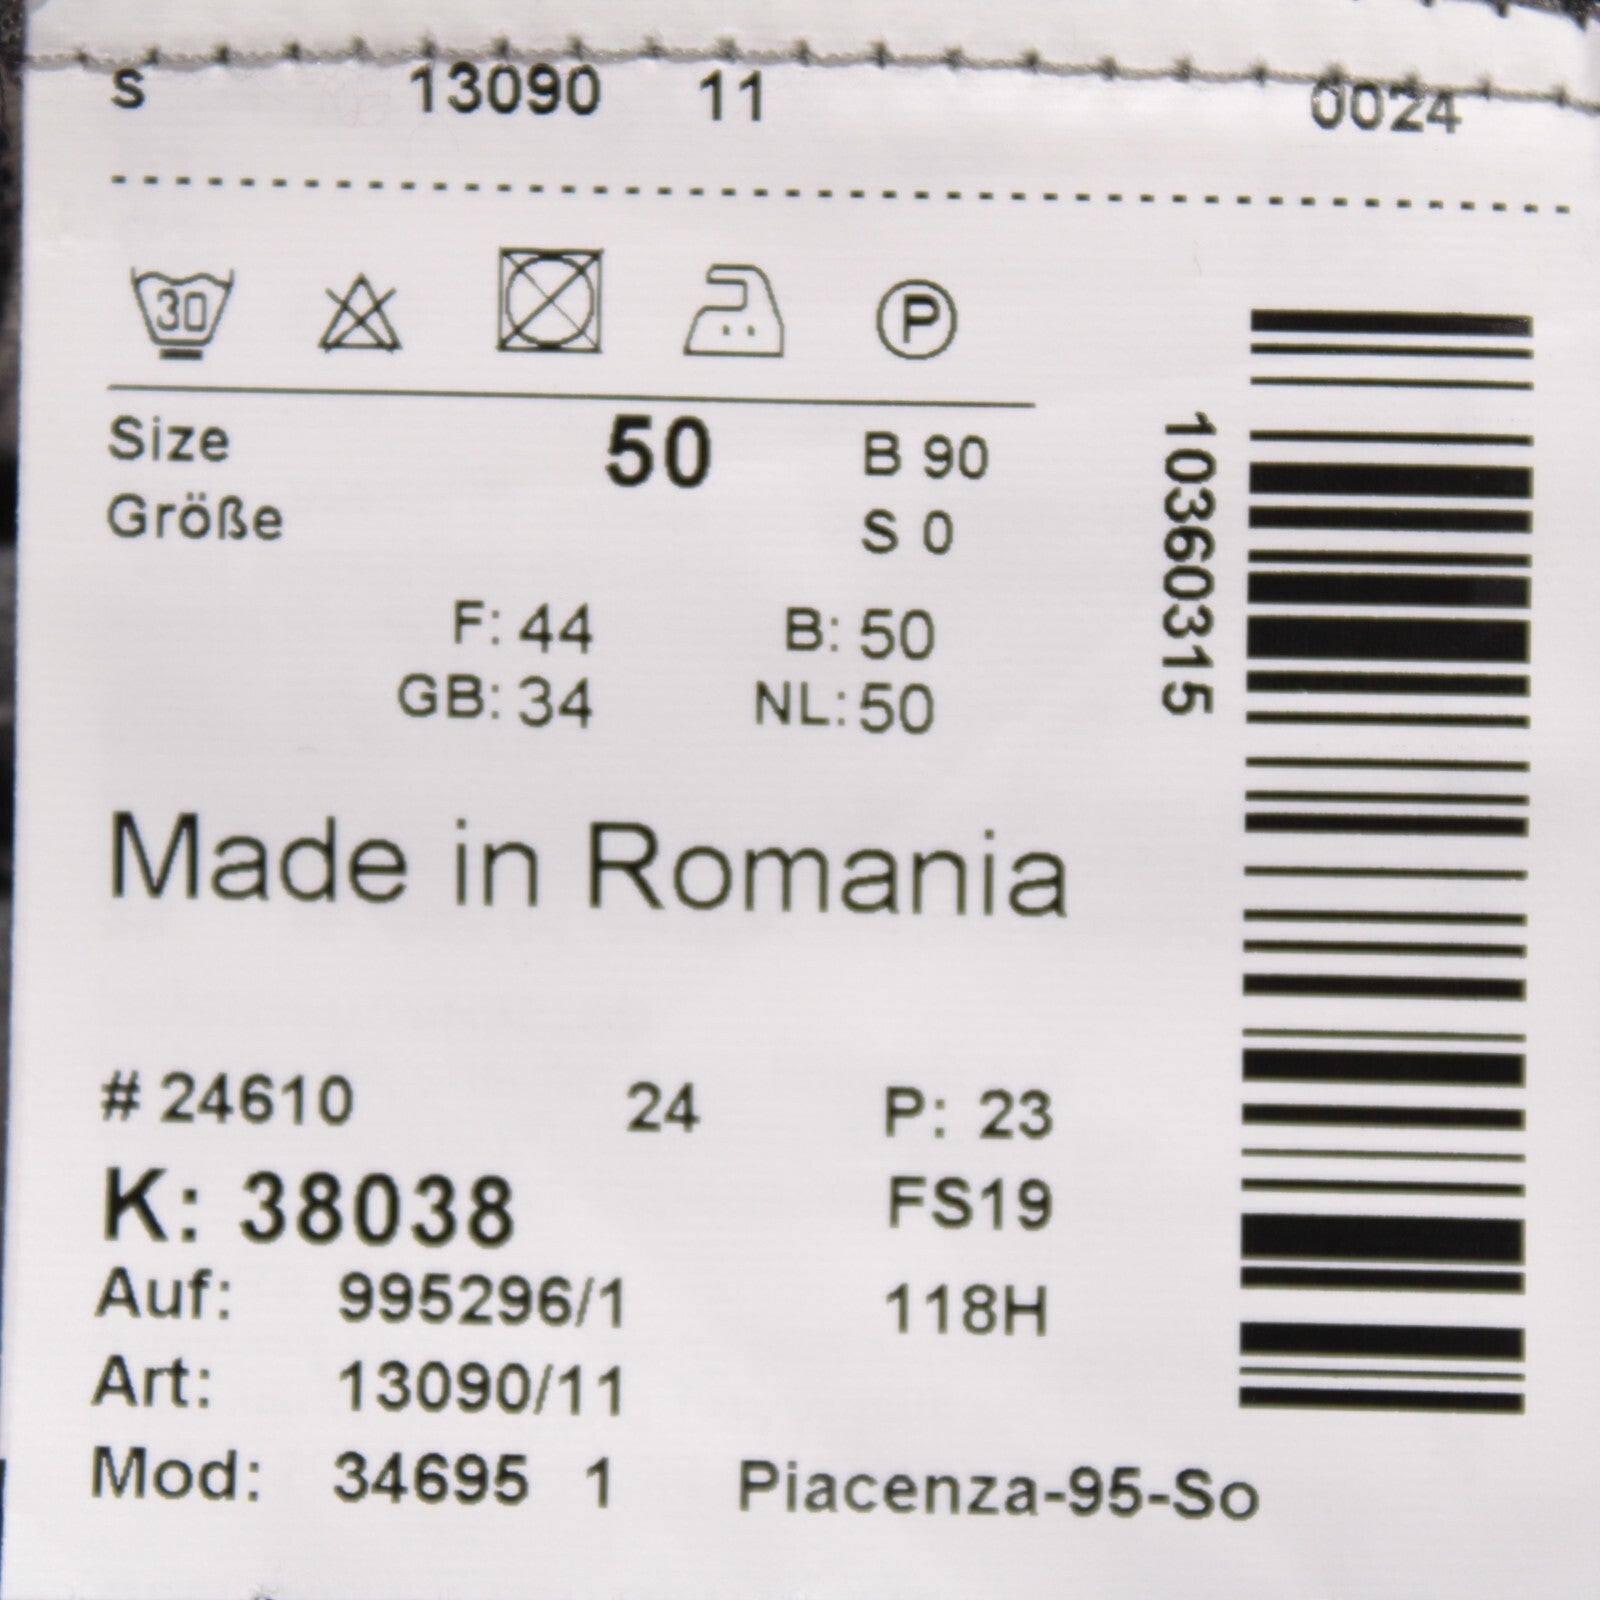 S 13090 11 0024
30 P
Size 50 B 90
Größe S 0
F: 44 B: 50
GB: 34 NL: 50
10360315
Made in Romania
# 24610 24 P: 23
K: 38038 FS19
Auf: 995296/1 118H
Art: 13090/11
Mod: 34695 1 Piacenza-95-So